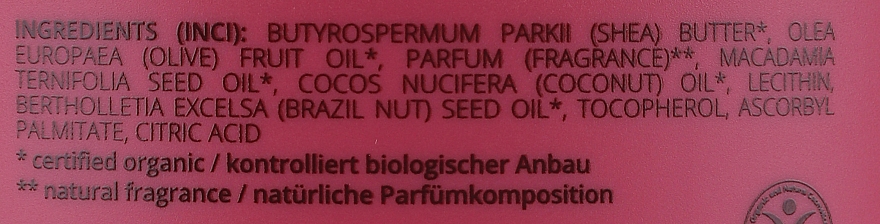 INGREDIENTS (INCI): BUTYROSPERMUM PARKII (SHEA) BUTTER*, OLEA
EUROPAEA (OLIVE) FRUIT OIL*, PARFUM (FRAGRANCE)**, MACADAMIA
TERNIFOLIA SEED OIL*, COCOS NUCIFERA (COCONUT) OIL*, LECITHIN,
BERTHOLLETIA EXCELSA (BRAZIL NUT) SEED OIL*, TOCOPHEROL, ASCORBYL
PALMITATE, CITRIC ACID
* certified organic / kontrolliert biologischer Anbau
** natural fragrance / natürliche Parfümkomposition